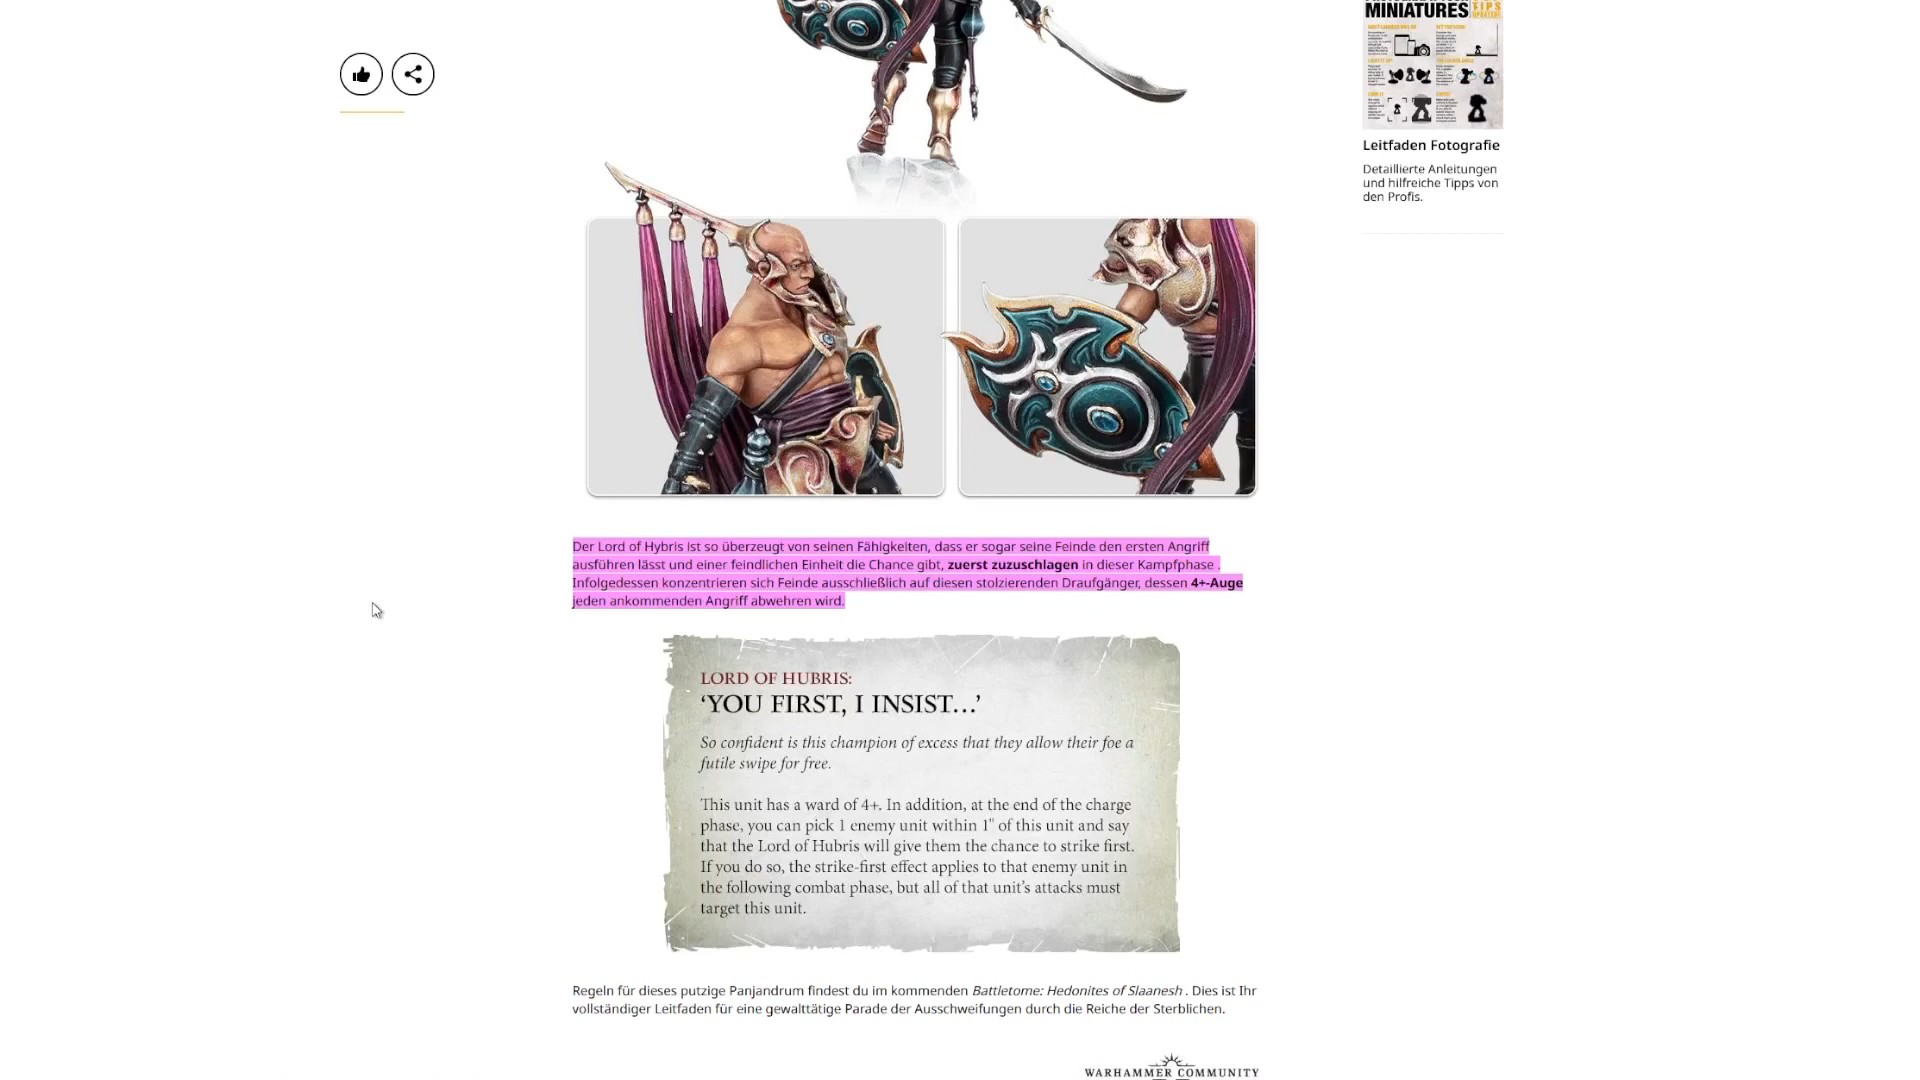 MINIATURES
TIPS
Leitfaden Fotografie
Detaillierte Anleitungen
und hilfreiche Tipps von
den Profis.
Der Lord of Hybris ist so überzeugt von seinen Fähigkeiten, dass er sogar seine Feinde den ersten Angriff
ausführen lässt und einer feindlichen Einheit die Chance gibt, zuerst zuzuschlagen in dieser Kampfphase .
Infolgedessen konzentrieren sich Feinde ausschließlich auf diesen stolzierenden Draufgänger, dessen 4+-Auge
jeden ankommenden Angriff abwehren wird.
LORD OF HUBRIS:
‘YOU FIRST, I INSIST…’
So confident is this champion of excess that they allow their foe a
futile swipe for free.
This unit has a ward of 4+. In addition, at the end of the charge
phase, you can pick 1 enemy unit within 1" of this unit and say
that the Lord of Hubris will give them the chance to strike first.
If you do so, the strike-first effect applies to that enemy unit in
the following combat phase, but all of that unit’s attacks must
target this unit.
Regeln für dieses putzige Panjandrum findest du im kommenden Battletome: Hedonites of Slaanesh . Dies ist Ihr
vollständiger Leitfaden für eine gewalttätige Parade der Ausschweifungen durch die Reiche der Sterblichen.
WARHAMMER COMMUNITY